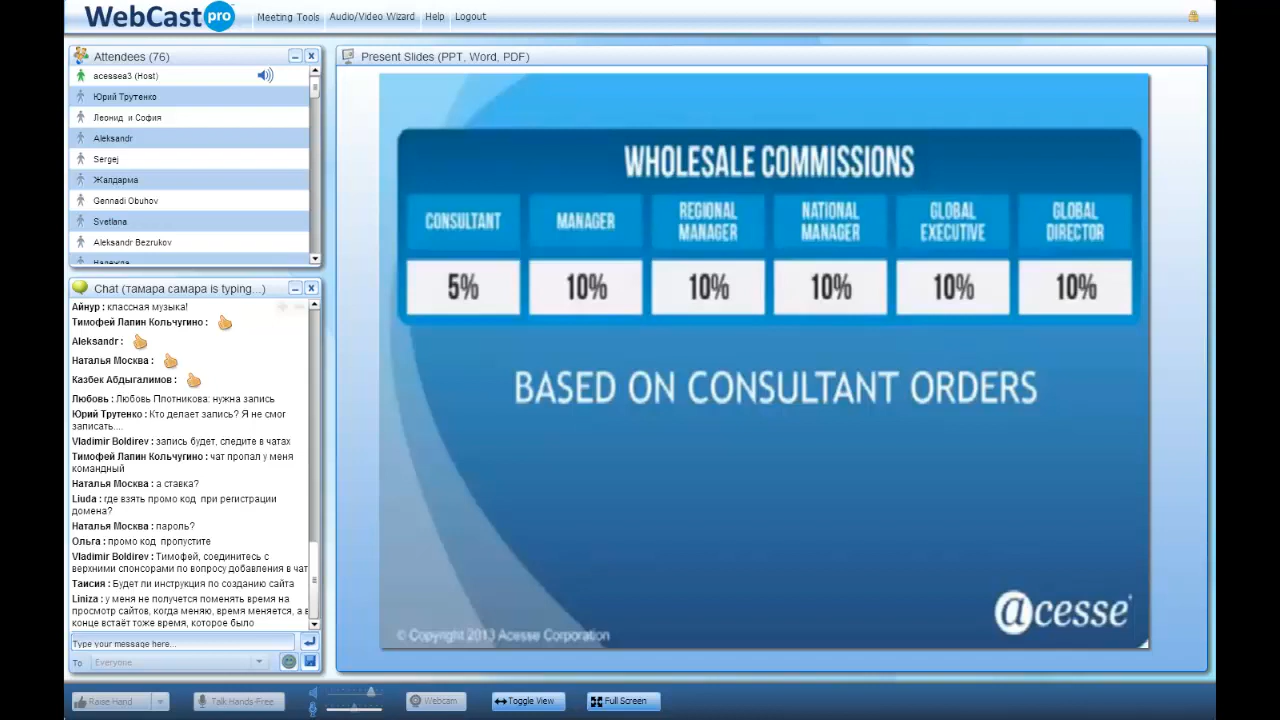 WebCast pro
Meeting Tools Audio/Video Wizard Help Logout
Attendees (76)
acessea3 (Host)
Юрий Трутенко
Леонид и София
Aleksandr
Sergej
Жалдарма
Gennadi Obuhov
Svetlana
Aleksandr Bezrukov
Надежда
Chat (тамара самара is typing...)
Айнур : классная музыка!
Тимофей Лапин Кольчугино :
Aleksandr :
Наталья Москва :
Казбек Абдыгалимов :
Любовь : Любовь Плотникова: нужна запись
Юрий Трутенко : Кто делает запись? Я не смог
записать....
Vladimir Boldirev : запись будет, следите в чатах
Тимофей Лапин Кольчугино : чат пропал у меня
командный
Наталья Москва : а ставка?
Liuda : где взять промо код при регистрации
домена?
Наталья Москва : пароль?
Ольга : промо код пропустите
Vladimir Boldirev : Тимофей, соединитесь с
верхними спонсорами по вопросу добавления в чат
Таисия : Будет ли инструкция по созданию сайта
Liniza : у меня не получется поменять время на
просмотр сайтов, когда меняю, время меняется, а в
конце встаёт тоже время, которое было
Type your message here...
To Everyone
Present Slides (PPT, Word, PDF)
WHOLESALE COMMISSIONS
CONSULTANT MANAGER REGIONAL MANAGER NATIONAL MANAGER GLOBAL EXECUTIVE GLOBAL DIRECTOR
5% 10% 10% 10% 10% 10%
BASED ON CONSULTANT ORDERS
acesse
© Copyright 2013 Acesse Corporation
Raise Hand Talk Hands-Free Webcam Toggle View Full Screen